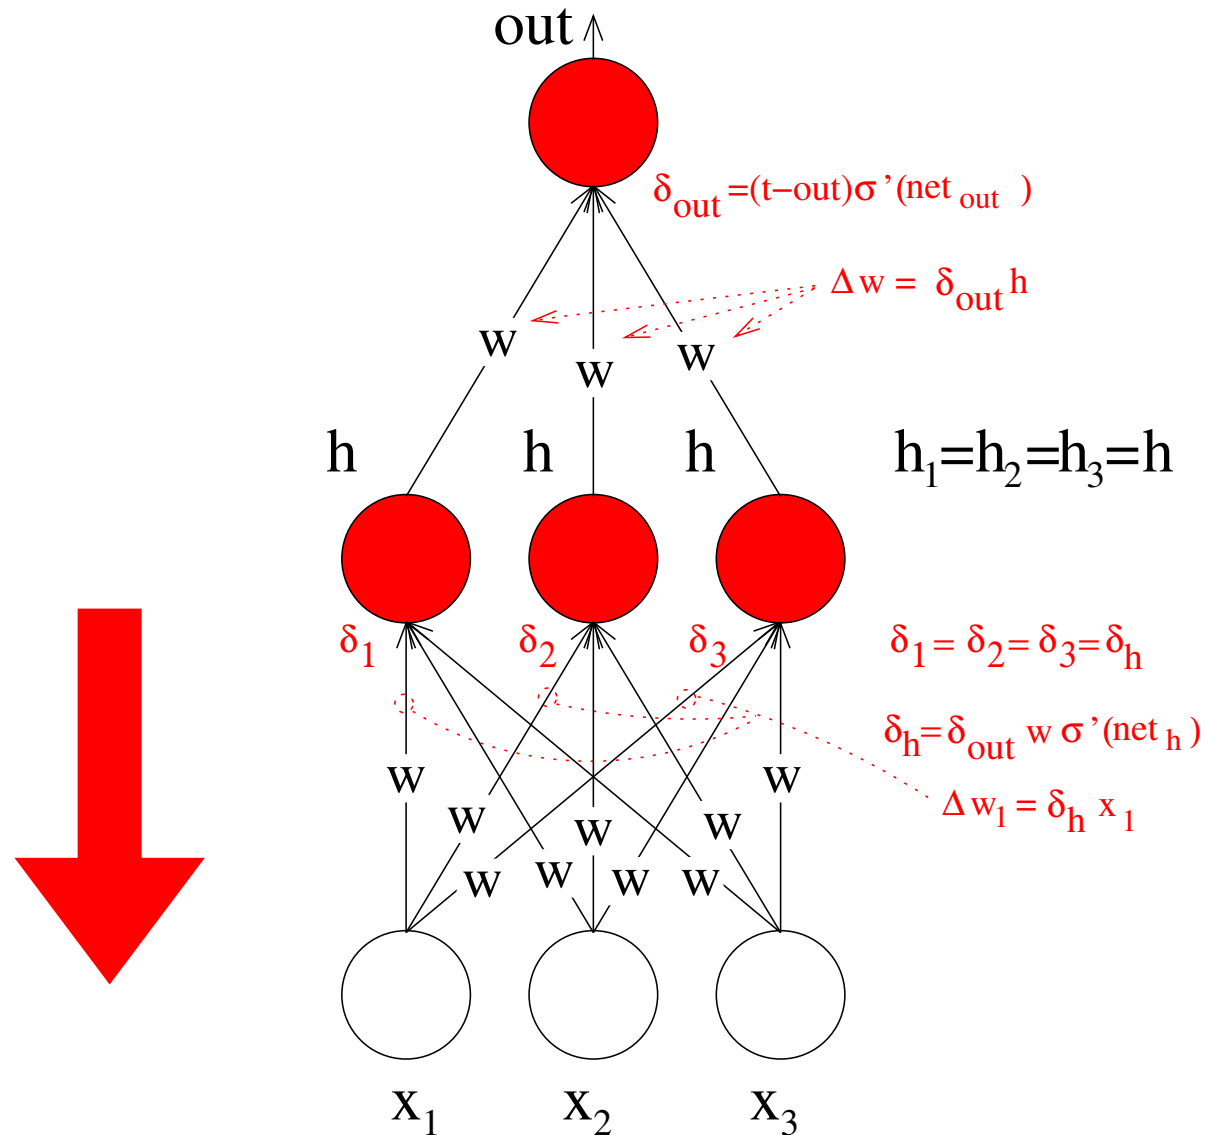 out
δout =(t−out)σ’(net out )
Δw = δout h
w w w
h h h h1=h2=h3=h
δ1 δ2 δ3 δ1= δ2= δ3=δh
δh=δout w σ’(net h )
w w
Δw1 = δh x1
w w w
w w w w
x1 x2 x3